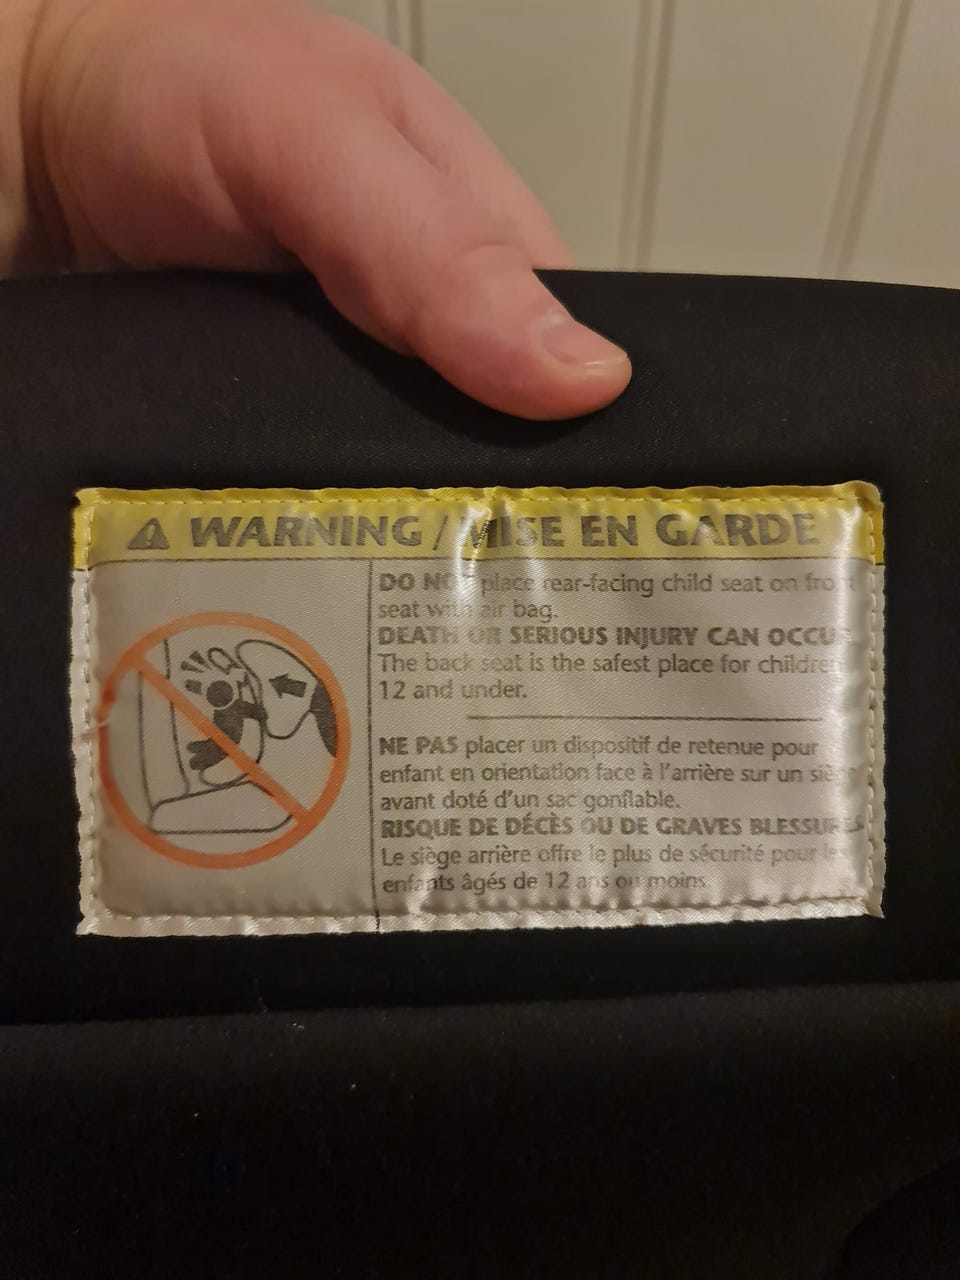 WARNING / MISE EN GARDE
DO NOT place rear-facing child seat on front
seat with air bag.
DEATH OR SERIOUS INJURY CAN OCCUR
The back seat is the safest place for children
12 and under.
NE PAS placer un dispositif de retenue pour
enfant en orientation face à l'arrière sur un siège
avant doté d'un sac gonflable.
RISQUE DE DÉCÈS OU DE GRAVES BLESSURES
Le siège arrière offre le plus de sécurité pour les
enfants âgés de 12 ans ou moins.